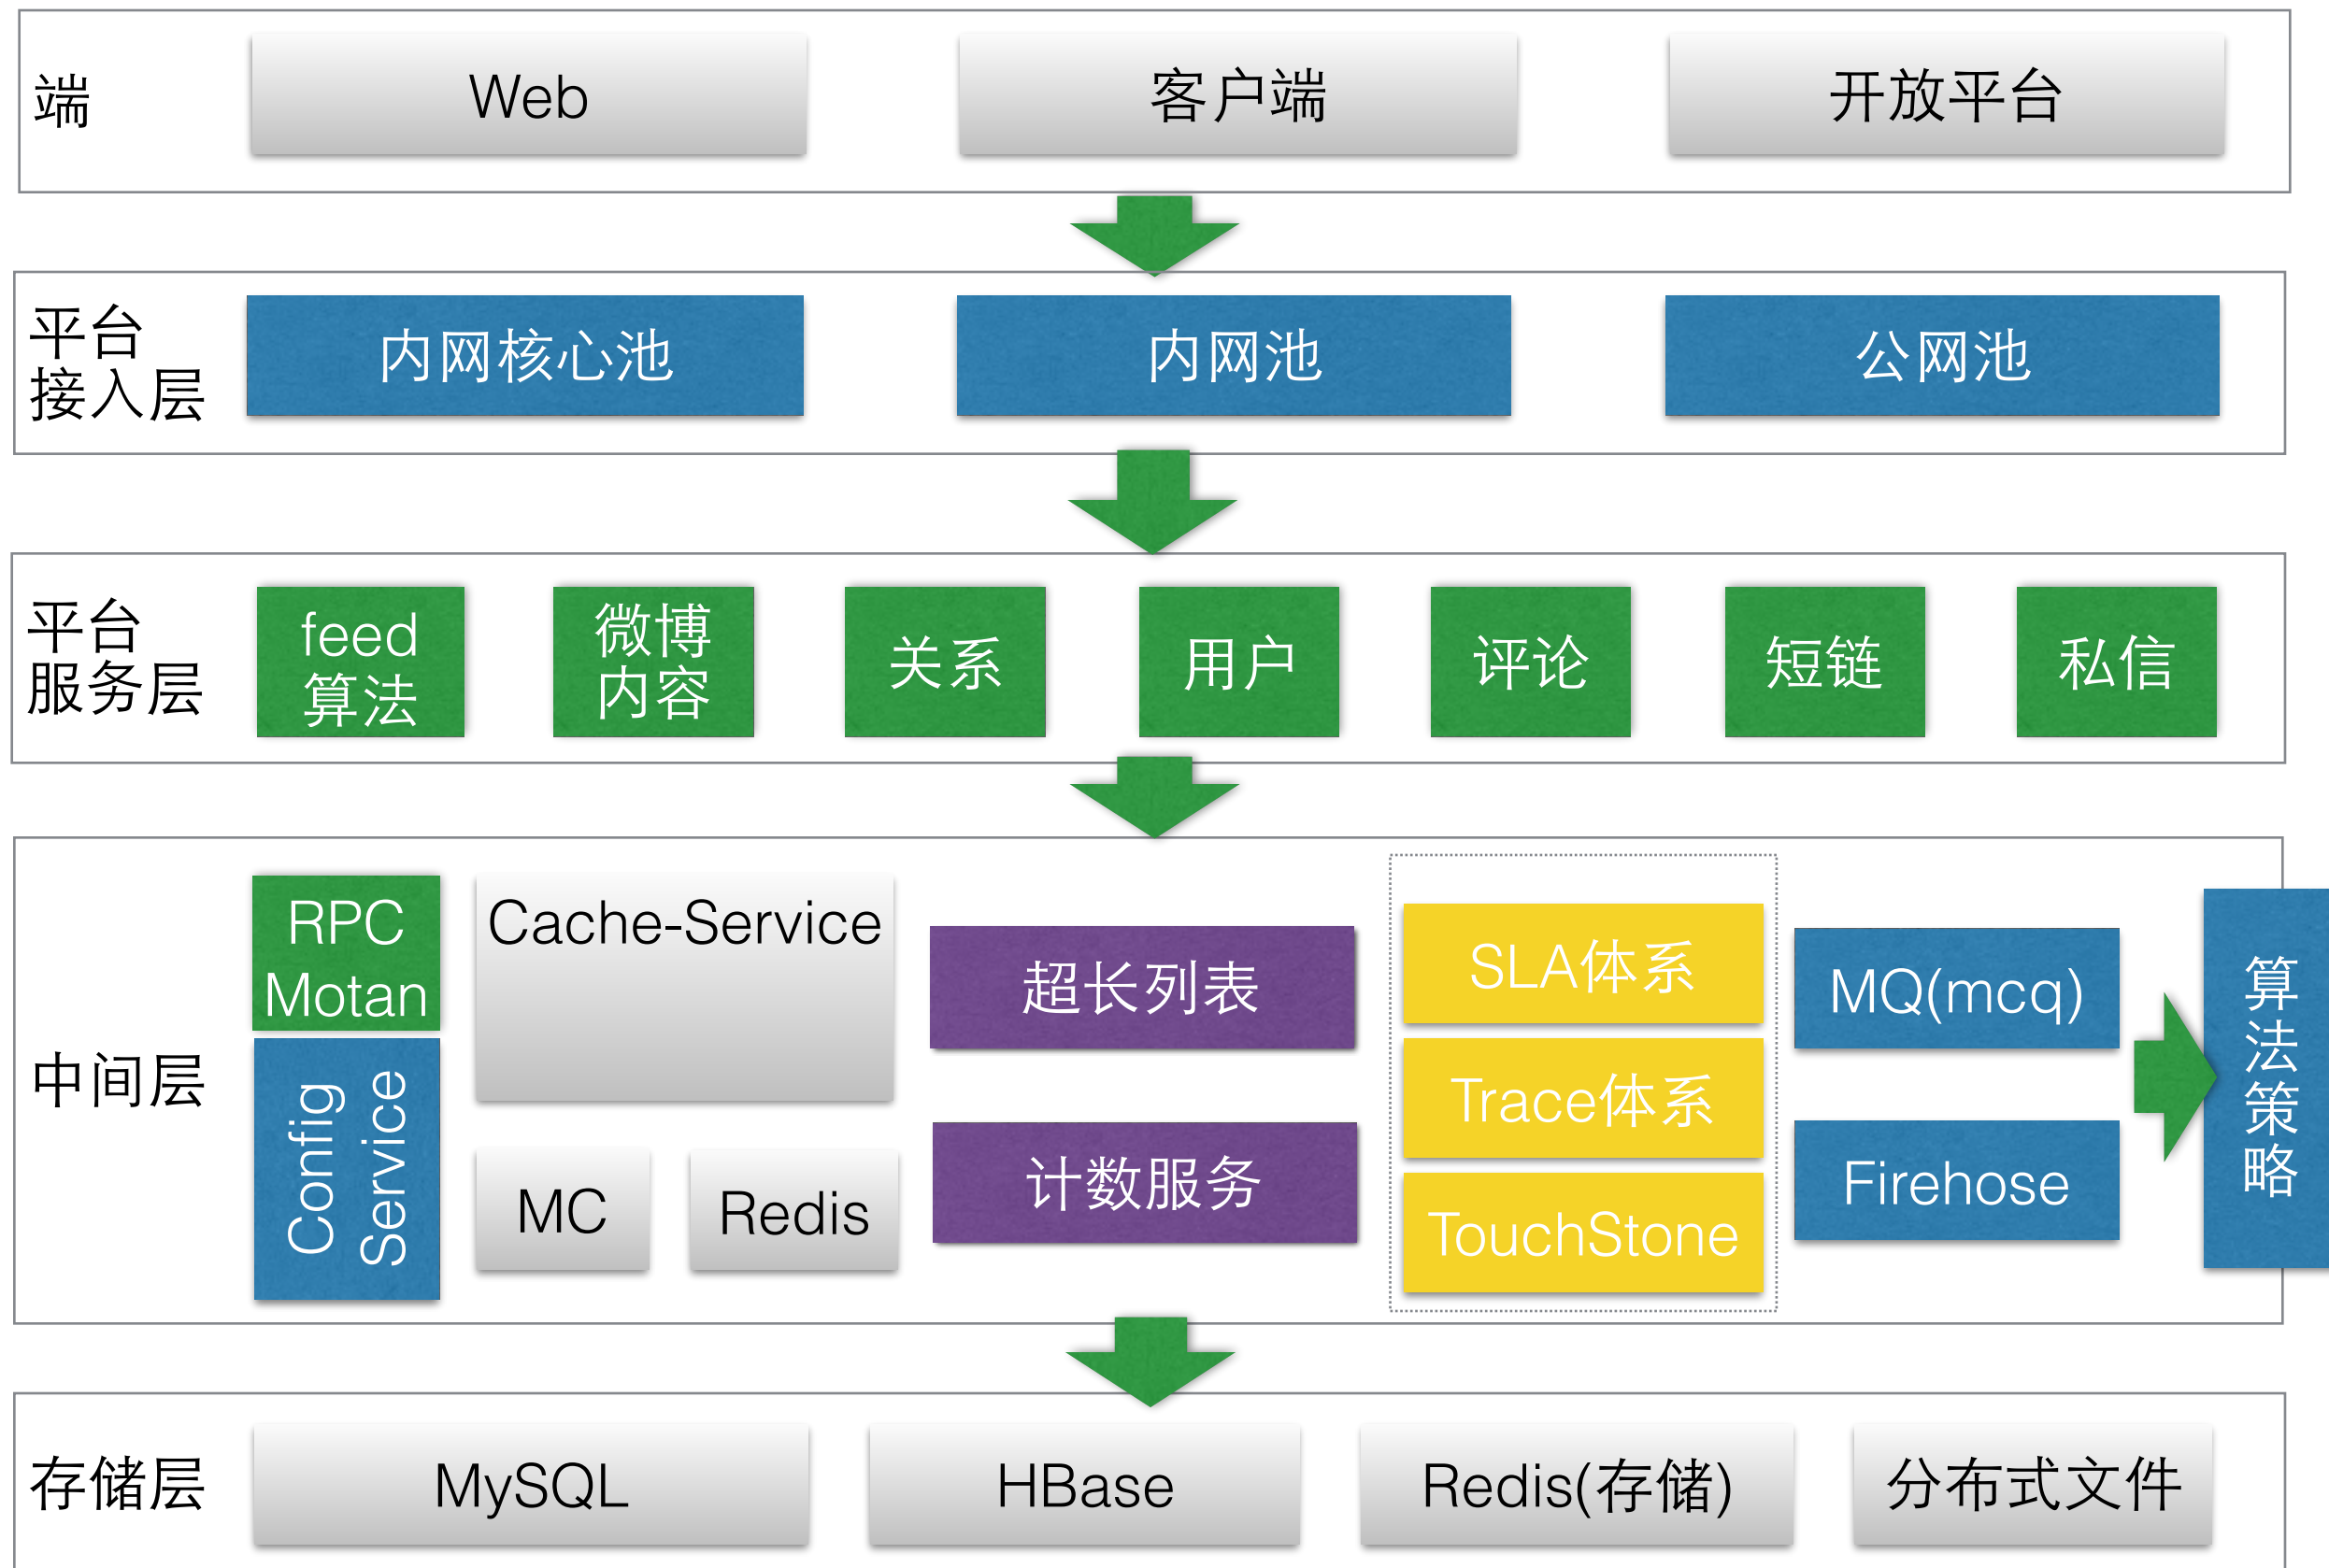 端
Web
客户端
开放平台
平台
接入层
内网核心池
内网池
公网池
平台
服务层
feed
算法
微博
内容
关系
用户
评论
短链
私信
中间层
RPC
Motan
Config
Service
Cache-Service
MC
Redis
超长列表
计数服务
SLA体系
Trace体系
TouchStone
MQ(mcq)
Firehose
算法策略
存储层
MySQL
HBase
Redis(存储)
分布式文件